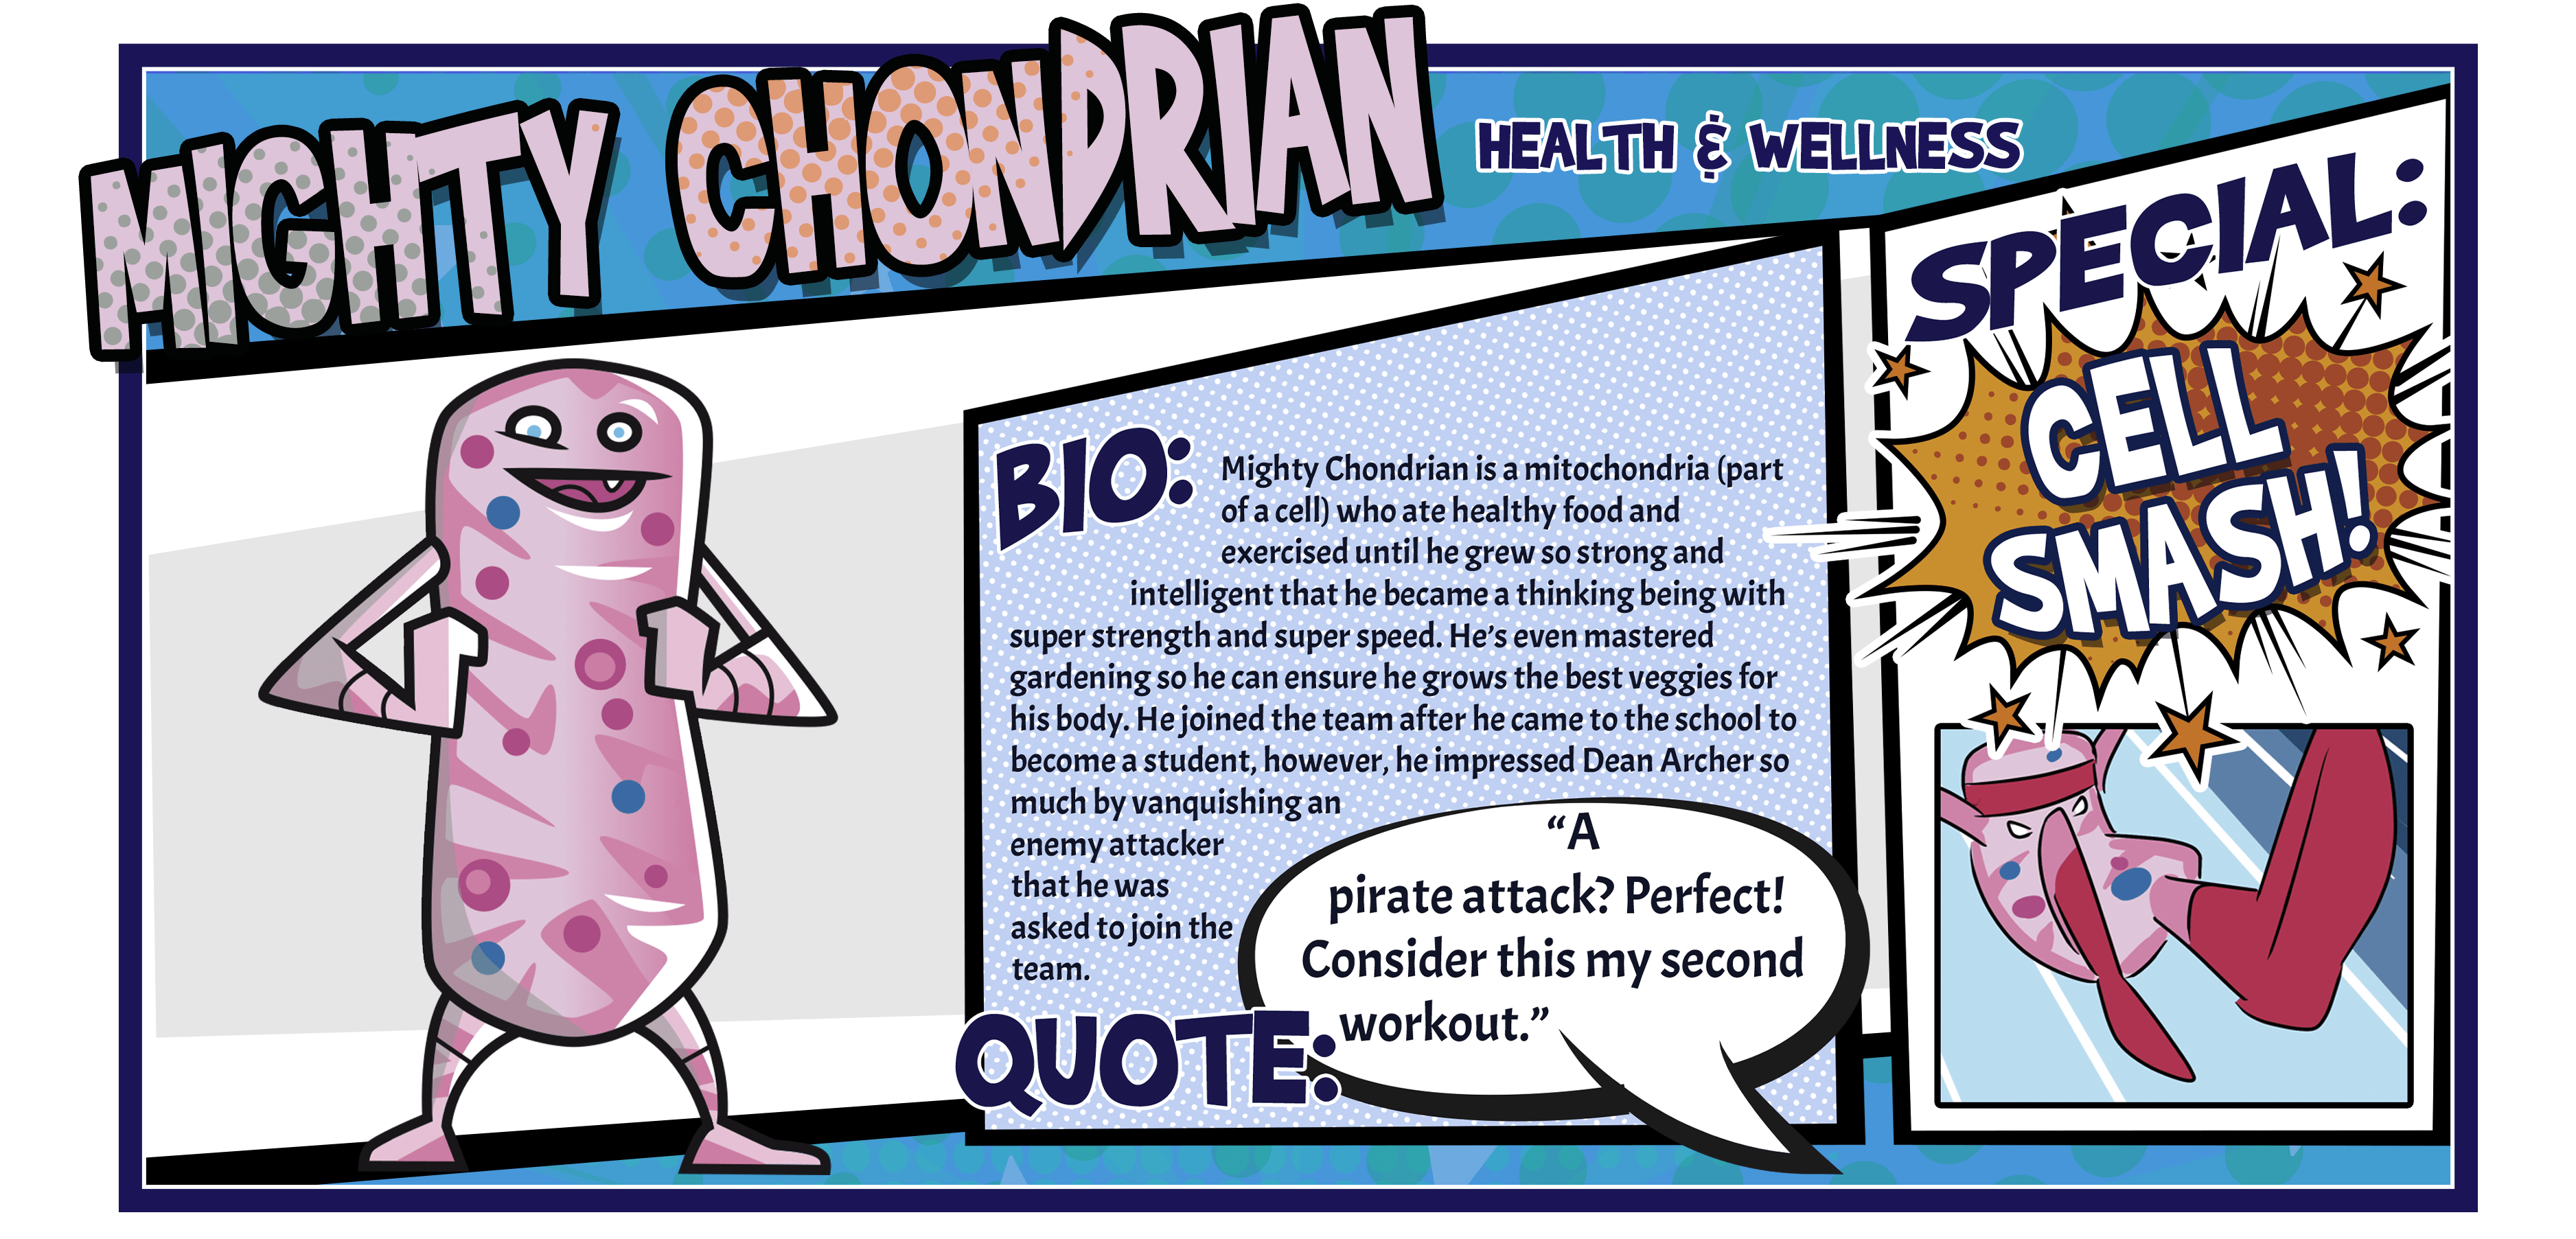 MIGHTY CHONDRIAN
HEALTH & WELLNESS
BIO:
Mighty Chondrian is a mitochondria (part
of a cell) who ate healthy food and
exercised until he grew so strong and
intelligent that he became a thinking being with
super strength and super speed. He’s even mastered
gardening so he can ensure he grows the best veggies for
his body. He joined the team after he came to the school to
become a student, however, he impressed Dean Archer so
much by vanquishing an
enemy attacker
that he was
asked to join the
team.
QUOTE:
“A
pirate attack? Perfect!
Consider this my second
workout.”
SPECIAL:
CELL
SMASH!